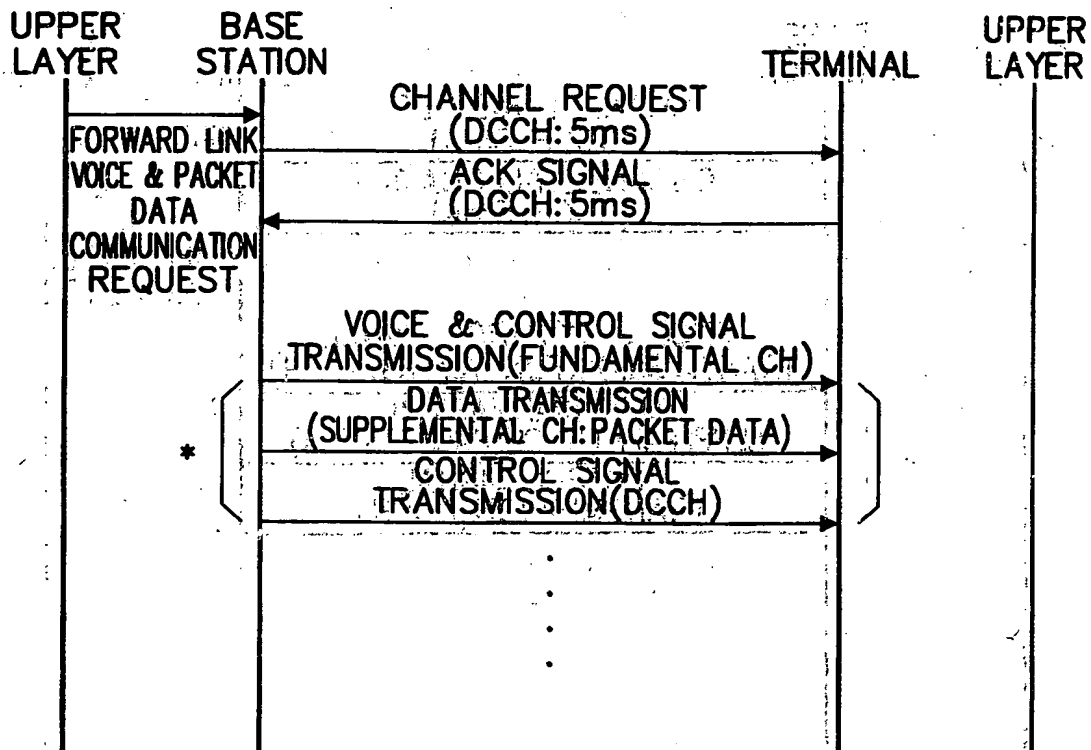 UPPER
LAYER
BASE
STATION
TERMINAL
UPPER
LAYER
CHANNEL REQUEST
(DCCH: 5ms)
FORWARD LINK
VOICE & PACKET
DATA
COMMUNICATION
REQUEST
ACK SIGNAL
(DCCH: 5ms)
VOICE & CONTROL SIGNAL
TRANSMISSION(FUNDAMENTAL CH)
DATA TRANSMISSION
(SUPPLEMENTAL CH:PACKET DATA)
*
CONTROL SIGNAL
TRANSMISSION(DCCH)